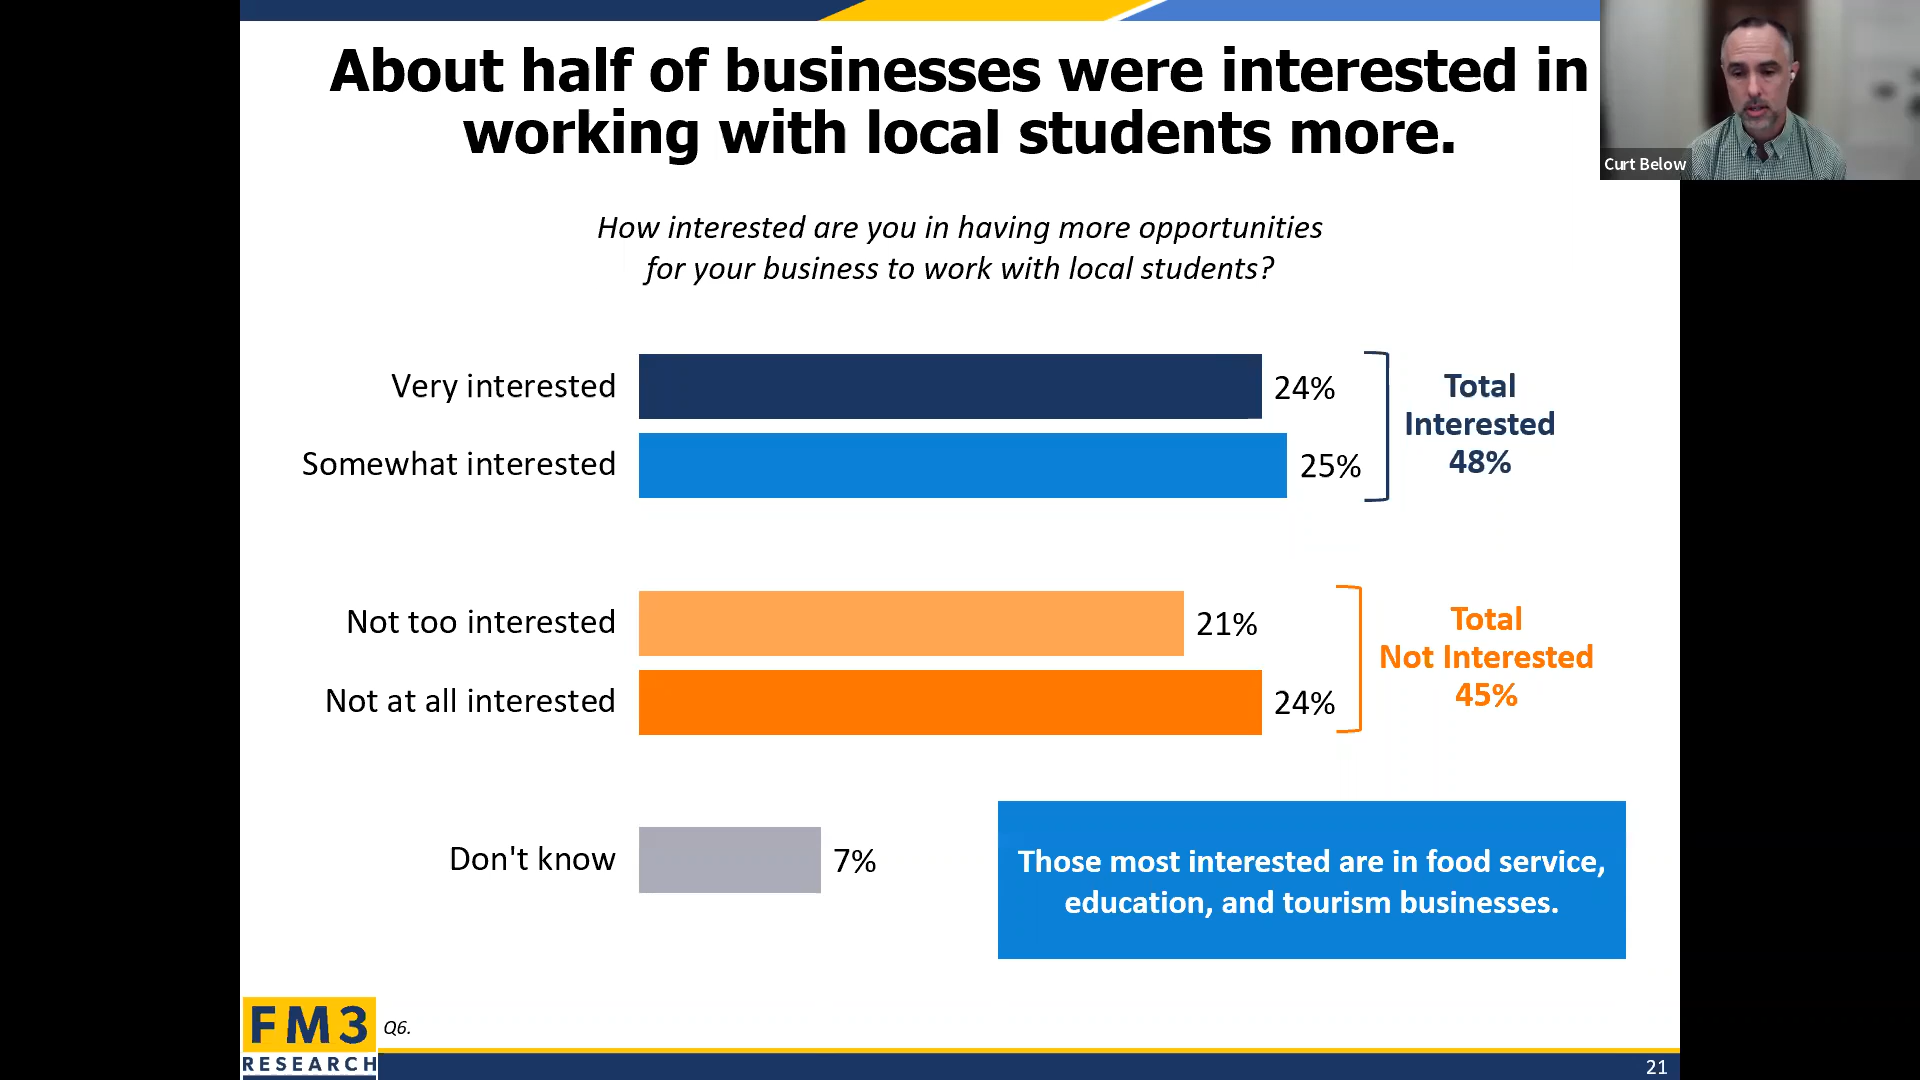 About half of businesses were interested in
working with local students more.
Curt Below
How interested are you in having more opportunities
for your business to work with local students?
Very interested
24%
Somewhat interested
25%
Total
Interested
48%
Not too interested
21%
Not at all interested
24%
Total
Not Interested
45%
Don't know
7%
Those most interested are in food service,
education, and tourism businesses.
FM3
RESEARCH
Q6.
21